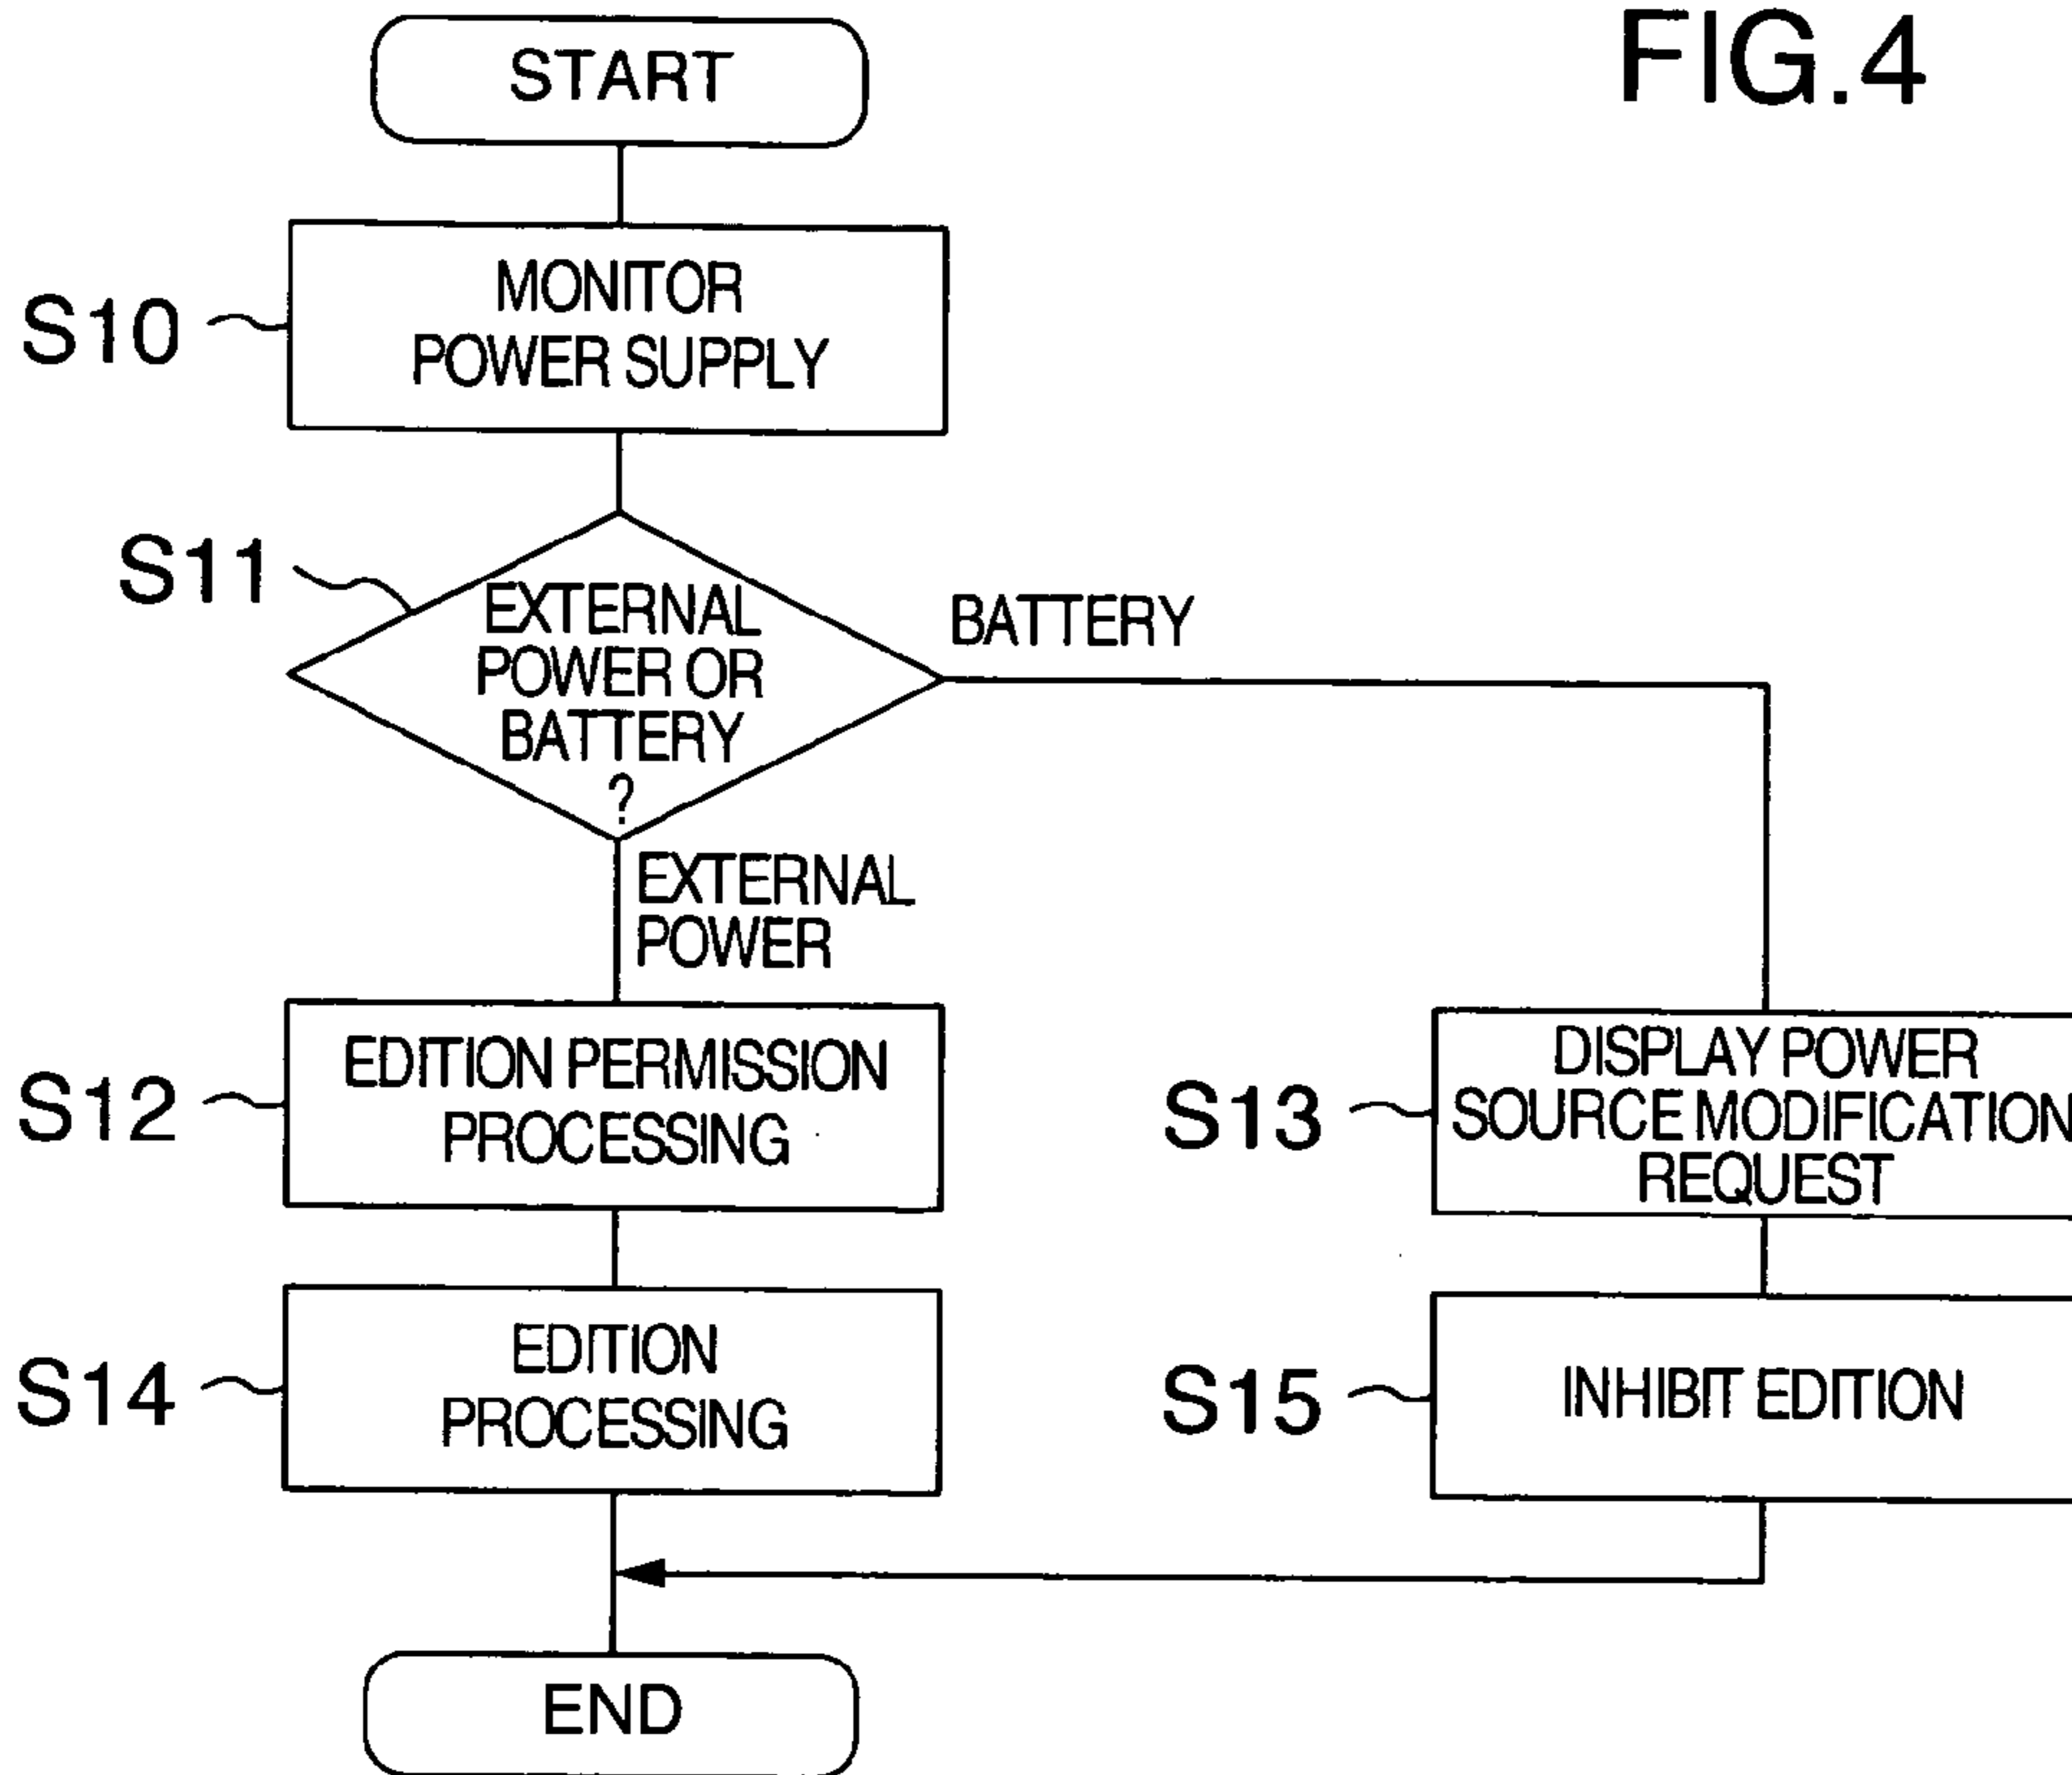 FIG.4
START
S10
MONITOR
POWER SUPPLY
S11
EXTERNAL
POWER OR
BATTERY
?
BATTERY
EXTERNAL
POWER
S12
EDITION PERMISSION
PROCESSING
S13
DISPLAY POWER
SOURCE MODIFICATION
REQUEST
S14
EDITION
PROCESSING
S15
INHIBIT EDITION
END